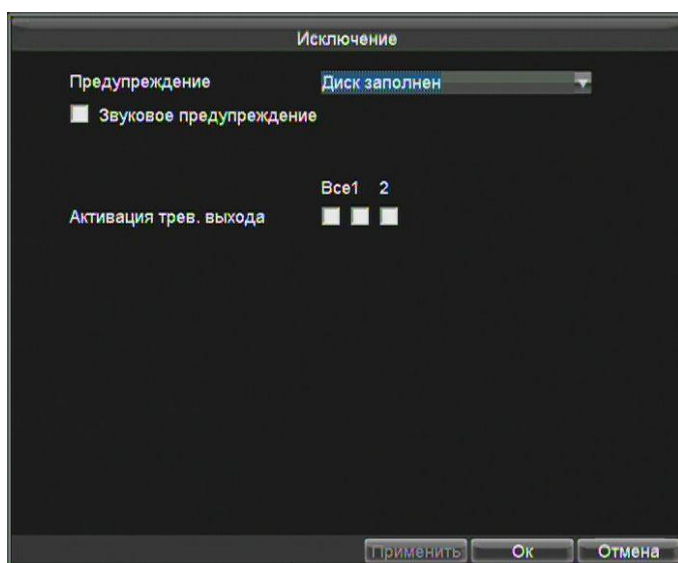 Исключение
Предупреждение Диск заполнен
Звуковое предупреждение
Все1 2
Активация трев. выхода
Применить Ок Отмена